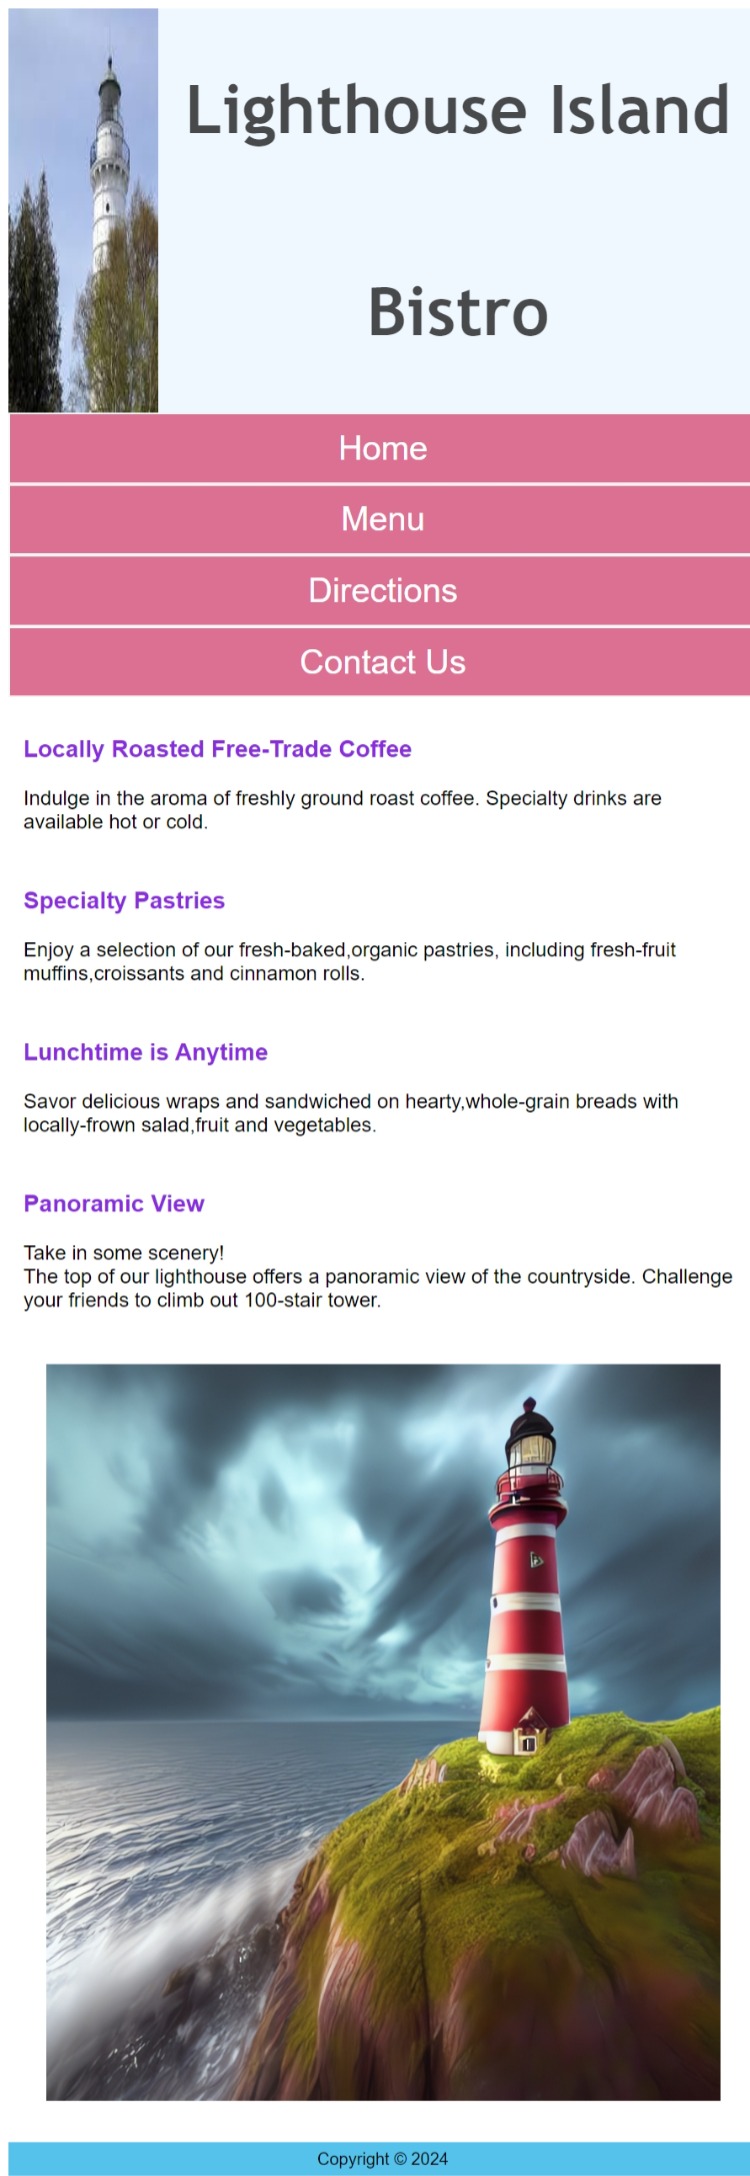 Lighthouse Island
Bistro
Home
Menu
Directions
Contact Us
Locally Roasted Free-Trade Coffee
Indulge in the aroma of freshly ground roast coffee. Specialty drinks are
available hot or cold.
Specialty Pastries
Enjoy a selection of our fresh-baked,organic pastries, including fresh-fruit
muffins,croissants and cinnamon rolls.
Lunchtime is Anytime
Savor delicious wraps and sandwiched on hearty,whole-grain breads with
locally-frown salad,fruit and vegetables.
Panoramic View
Take in some scenery!
The top of our lighthouse offers a panoramic view of the countryside. Challenge
your friends to climb out 100-stair tower.
Copyright © 2024